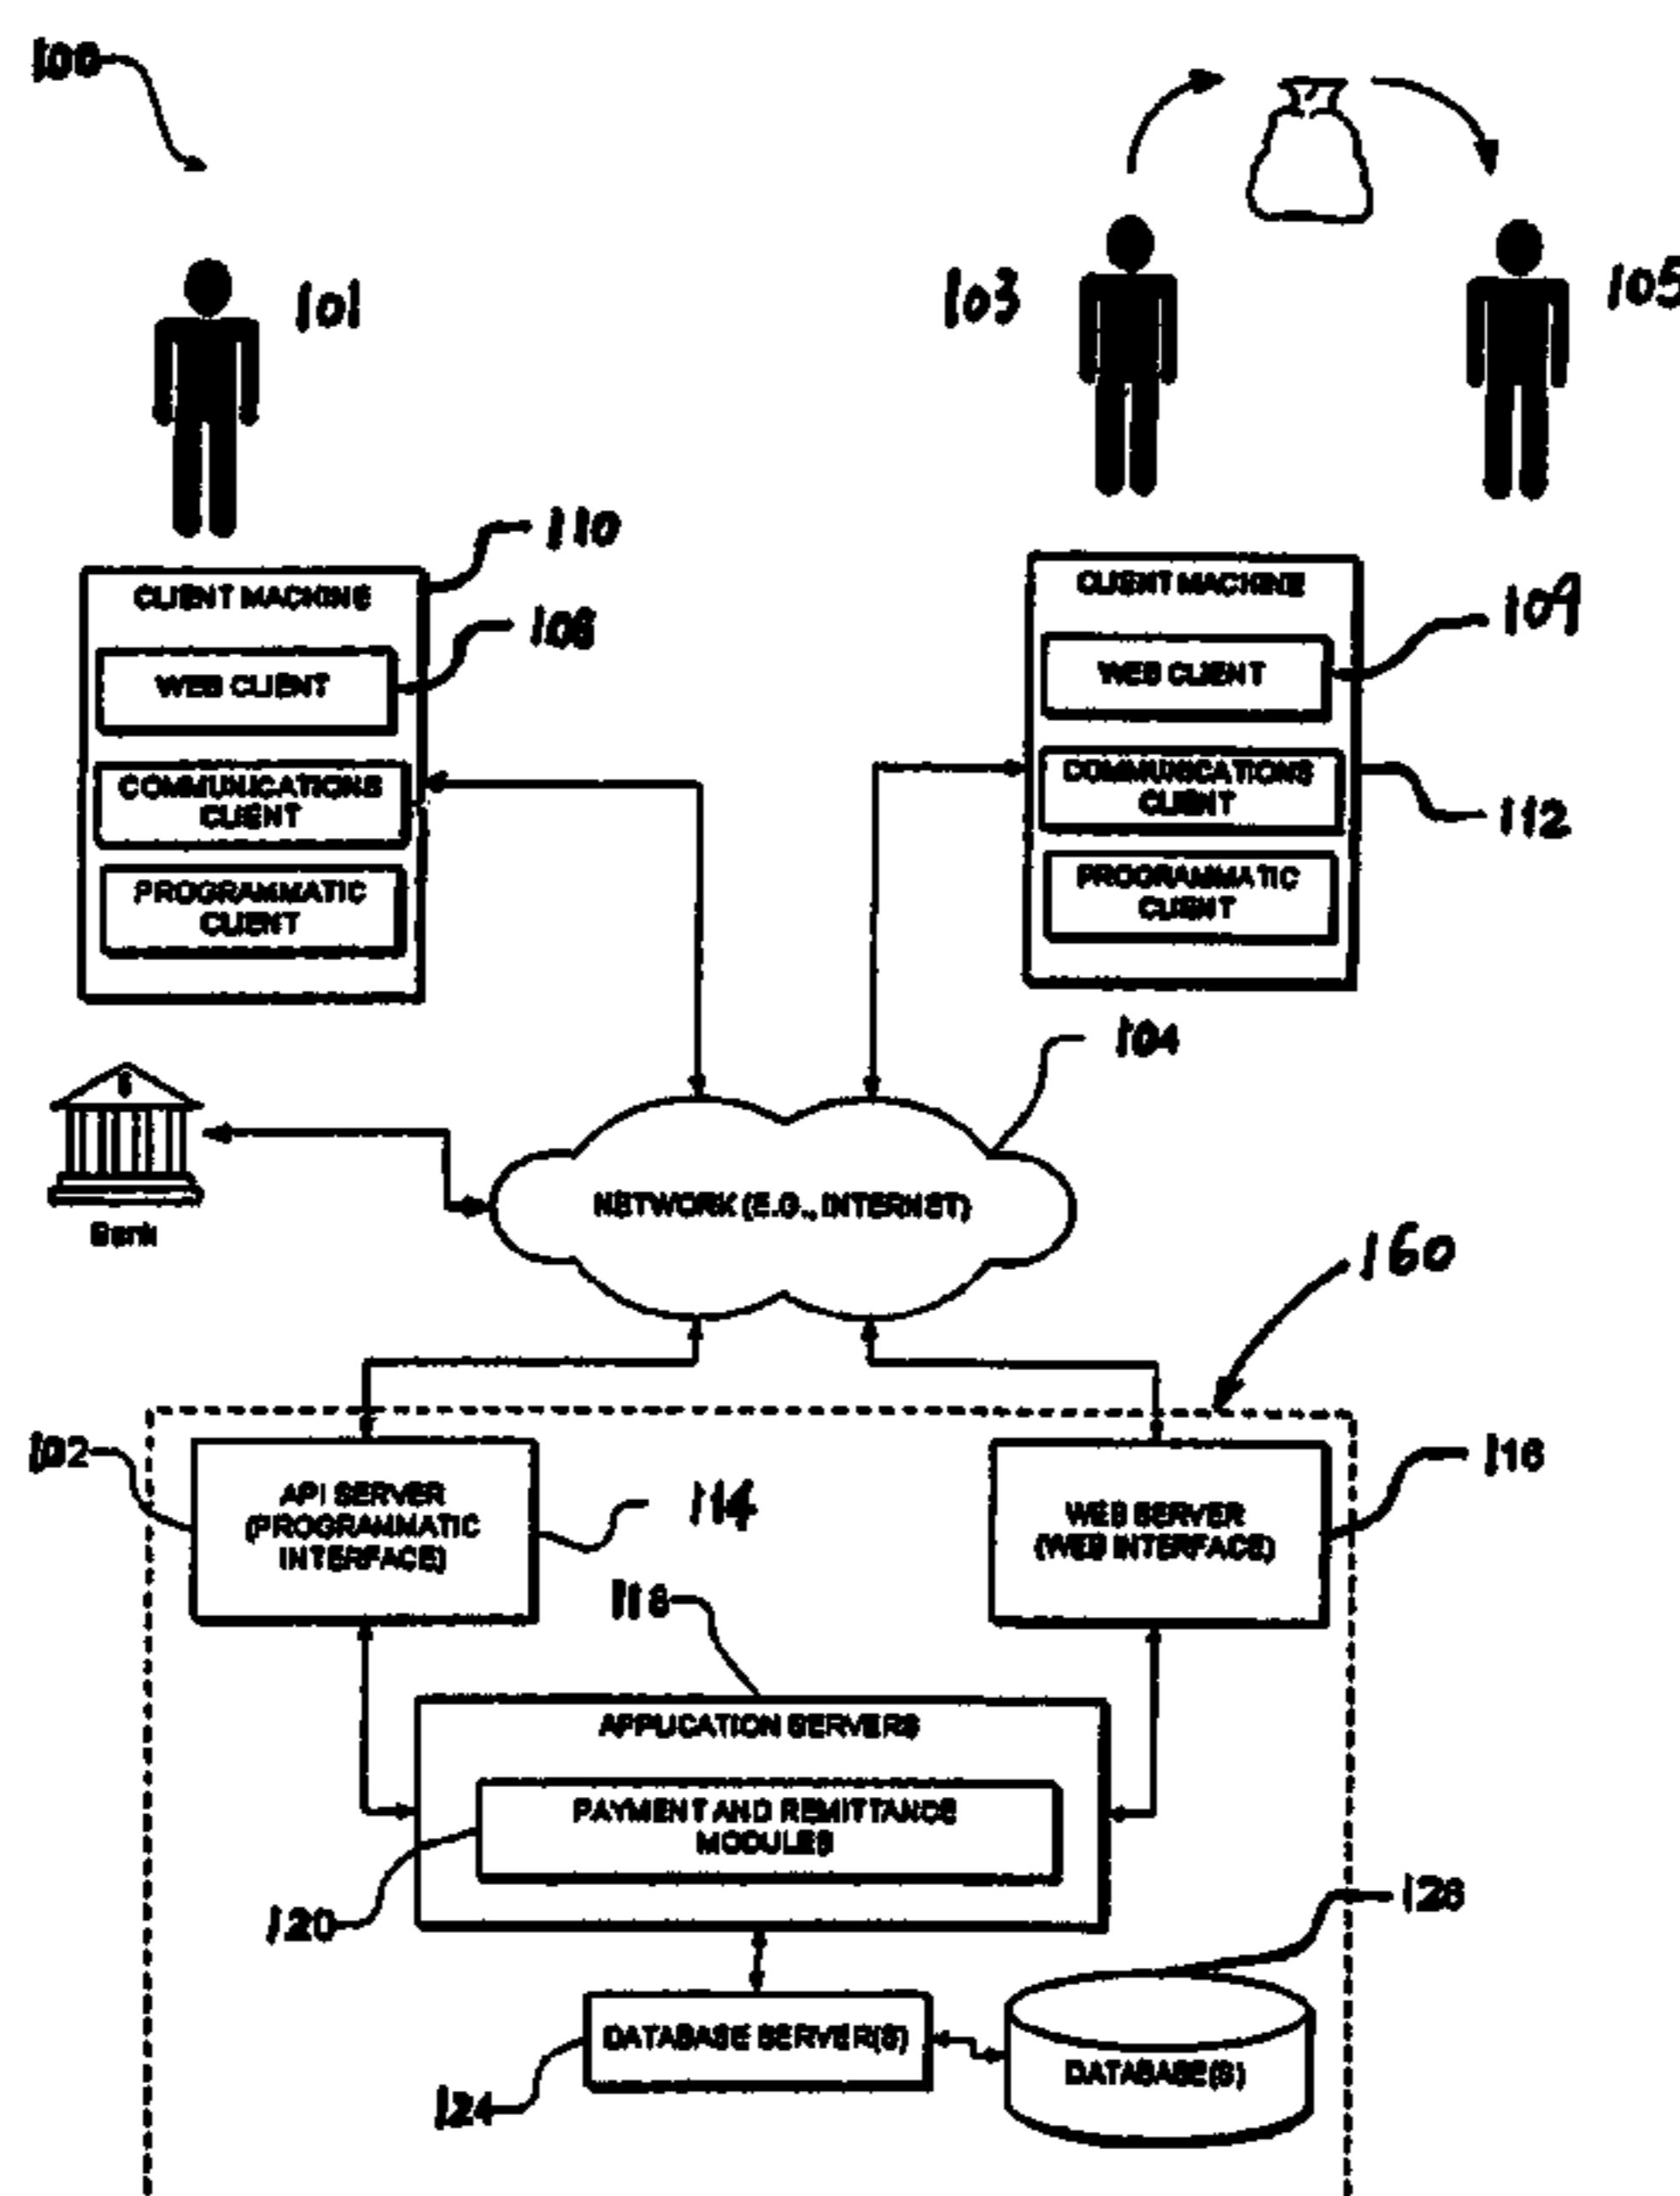 100
101
103
105
110
CLIENT MACHINE
106
WEB CLIENT
COMMUNICATIONS
CLIENT
PROGRAMMATIC
CLIENT
CLIENT MACHINE
109
WEB CLIENT
COMMUNICATIONS
CLIENT
112
PROGRAMMATIC
CLIENT
104
Bank
NETWORK (E.G., INTERNET)
160
102
API SERVER
(PROGRAMMATIC
INTERFACE)
114
WEB SERVER
(WEB INTERFACE)
116
118
APPLICATION SERVERS
PAYMENT AND REMITTANCE
MODULES
120
126
DATABASE SERVER(S)
DATABASE(S)
124